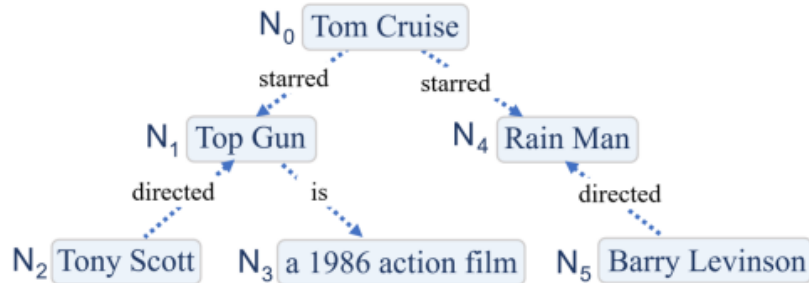 N0 Tom Cruise
starred starred
N1 Top Gun N4 Rain Man
directed is directed
N2 Tony Scott N3 a 1986 action film N5 Barry Levinson